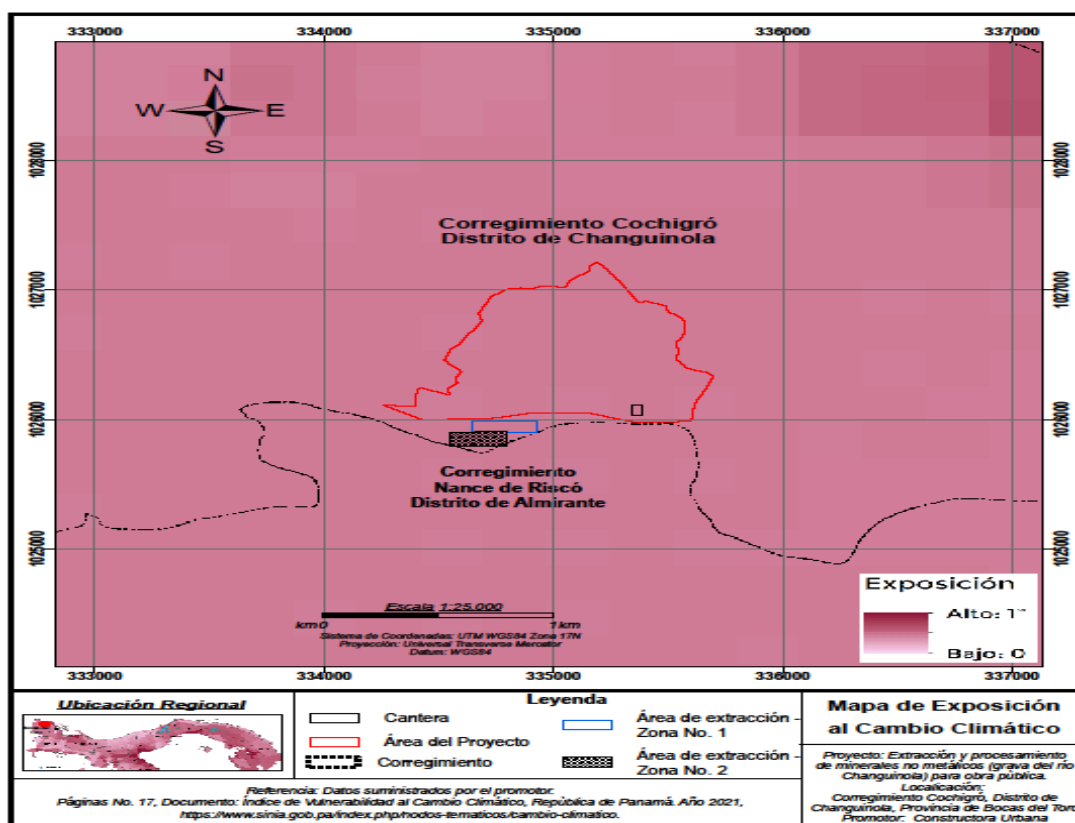 333000 334000 335000 336000 337000
N
W E
S
1028000 1028000
Corregimiento Cochigró
Distrito de Changuinola
1027000 1027000
1026000 1026000
Corregimiento
Nance de Riscó
Distrito de Almirante
1025000 1025000
Exposición
Alto: 1
Bajo: 0
Escala 1:25.000
km0 1 km
Sistema de Coordenadas: UTM WGS84 Zona 17N
Proyección: Universal Transverse Mercator
Datum: WGS84
333000 334000 335000 336000 337000
Ubicación Regional
Leyenda
Cantera
Área del Proyecto
Corregimiento
Área de extracción -
Zona No. 1
Área de extracción -
Zona No. 2
Mapa de Exposición
al Cambio Climático
Proyecto: Extracción y procesamiento
de minerales no metálicos (grava del río
Changuinola) para obra pública.
Localización:
Corregimiento Cochigró, Distrito de
Changuinola, Provincia de Bocas del Toro
Promotor: Constructora Urbana
Referencia: Datos suministrados por el promotor.
Páginas No. 17, Documento: Índice de Vulnerabilidad al Cambio Climático, República de Panamá. Año 2021,
https://www.sinia.gob.pa/index.php/nodos-tematicos/cambio-climatico.